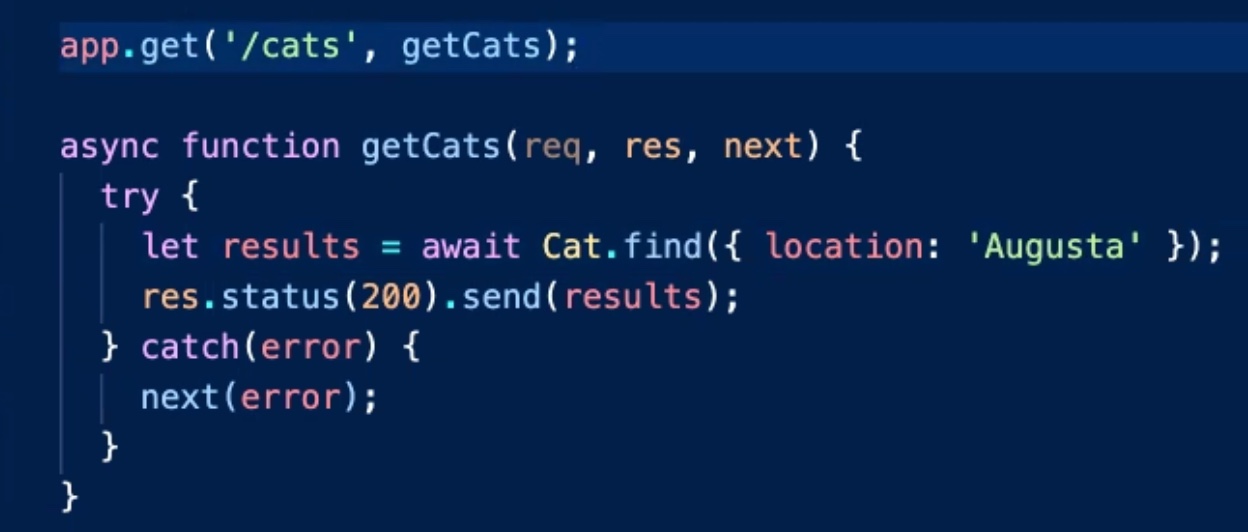 app.get('/cats', getCats);
async function getCats(req, res, next) {
try {
let results = await Cat.find({ location: 'Augusta' });
res.status(200).send(results);
} catch(error) {
next(error);
}
}